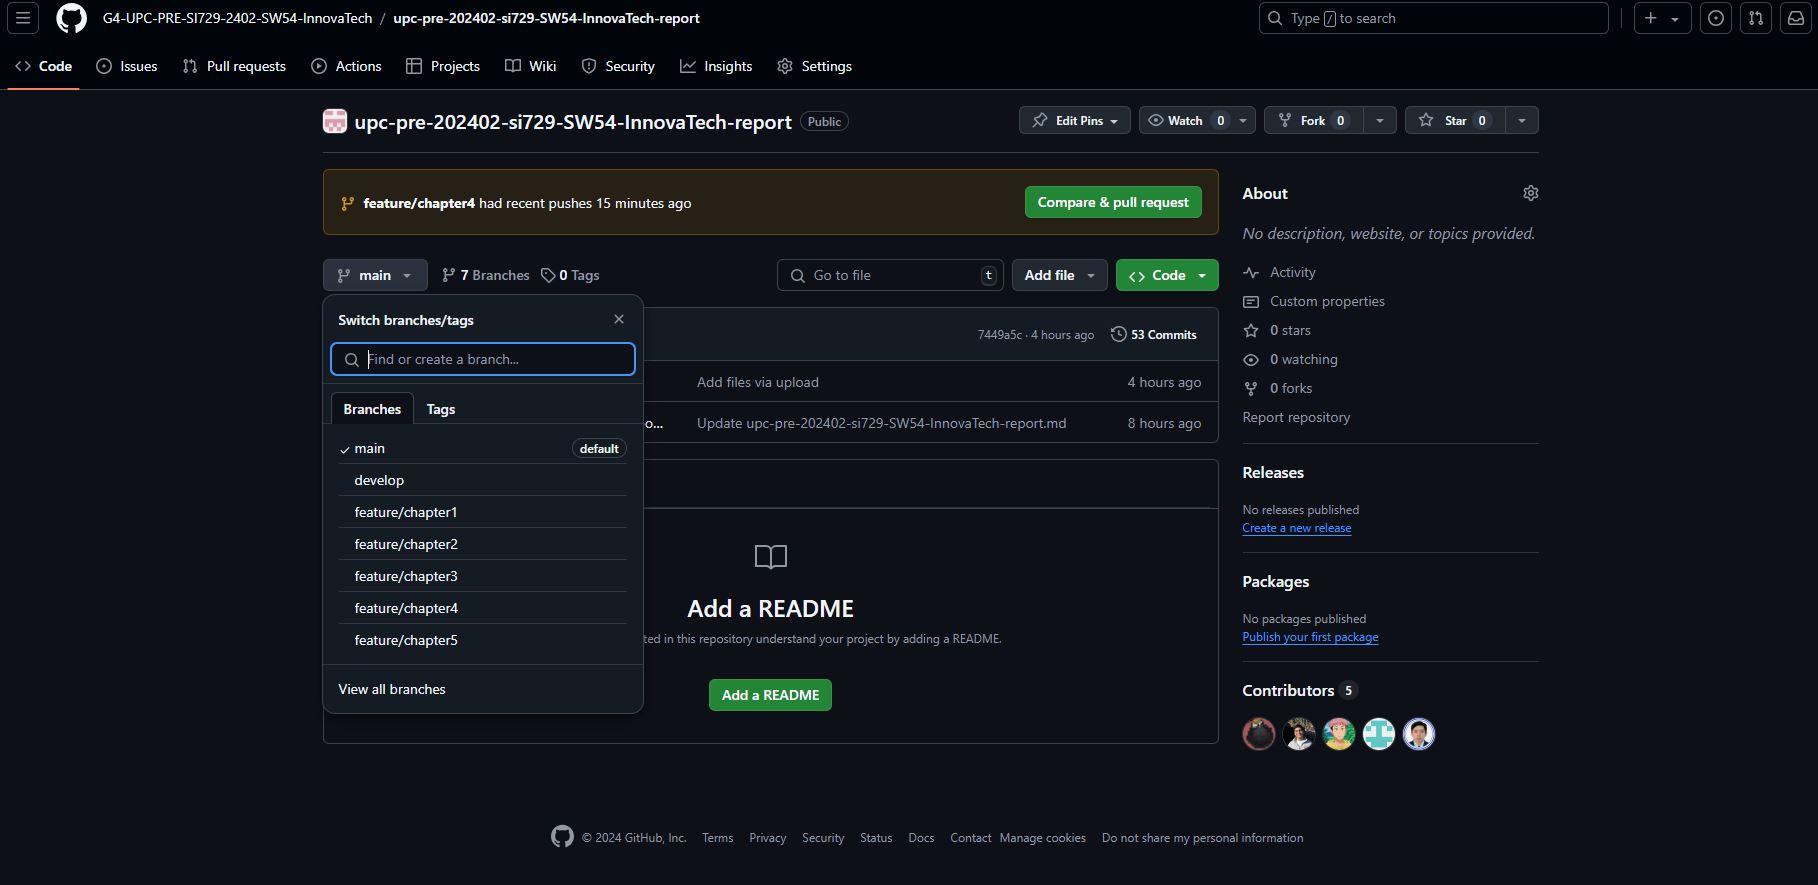 G4-UPC-PRE-SI729-2402-SW54-InnovaTech / upc-pre-202402-si729-SW54-InnovaTech-report
Type / to search
Code Issues Pull requests Actions Projects Wiki Security Insights Settings
upc-pre-202402-si729-SW54-InnovaTech-report Public
Edit Pins Watch 0 Fork 0 Star 0
feature/chapter4 had recent pushes 15 minutes ago
Compare & pull request
main 7 Branches 0 Tags
Go to file t Add file Code
Switch branches/tags
Find or create a branch...
Branches Tags
main default
develop
feature/chapter1
feature/chapter2
feature/chapter3
feature/chapter4
feature/chapter5
View all branches
7449a5c · 4 hours ago 53 Commits
Add files via upload 4 hours ago
o... Update upc-pre-202402-si729-SW54-InnovaTech-report.md 8 hours ago
Add a README
ted in this repository understand your project by adding a README.
Add a README
About
No description, website, or topics provided.
Activity
Custom properties
0 stars
0 watching
0 forks
Report repository
Releases
No releases published
Create a new release
Packages
No packages published
Publish your first package
Contributors 5
© 2024 GitHub, Inc. Terms Privacy Security Status Docs Contact Manage cookies Do not share my personal information